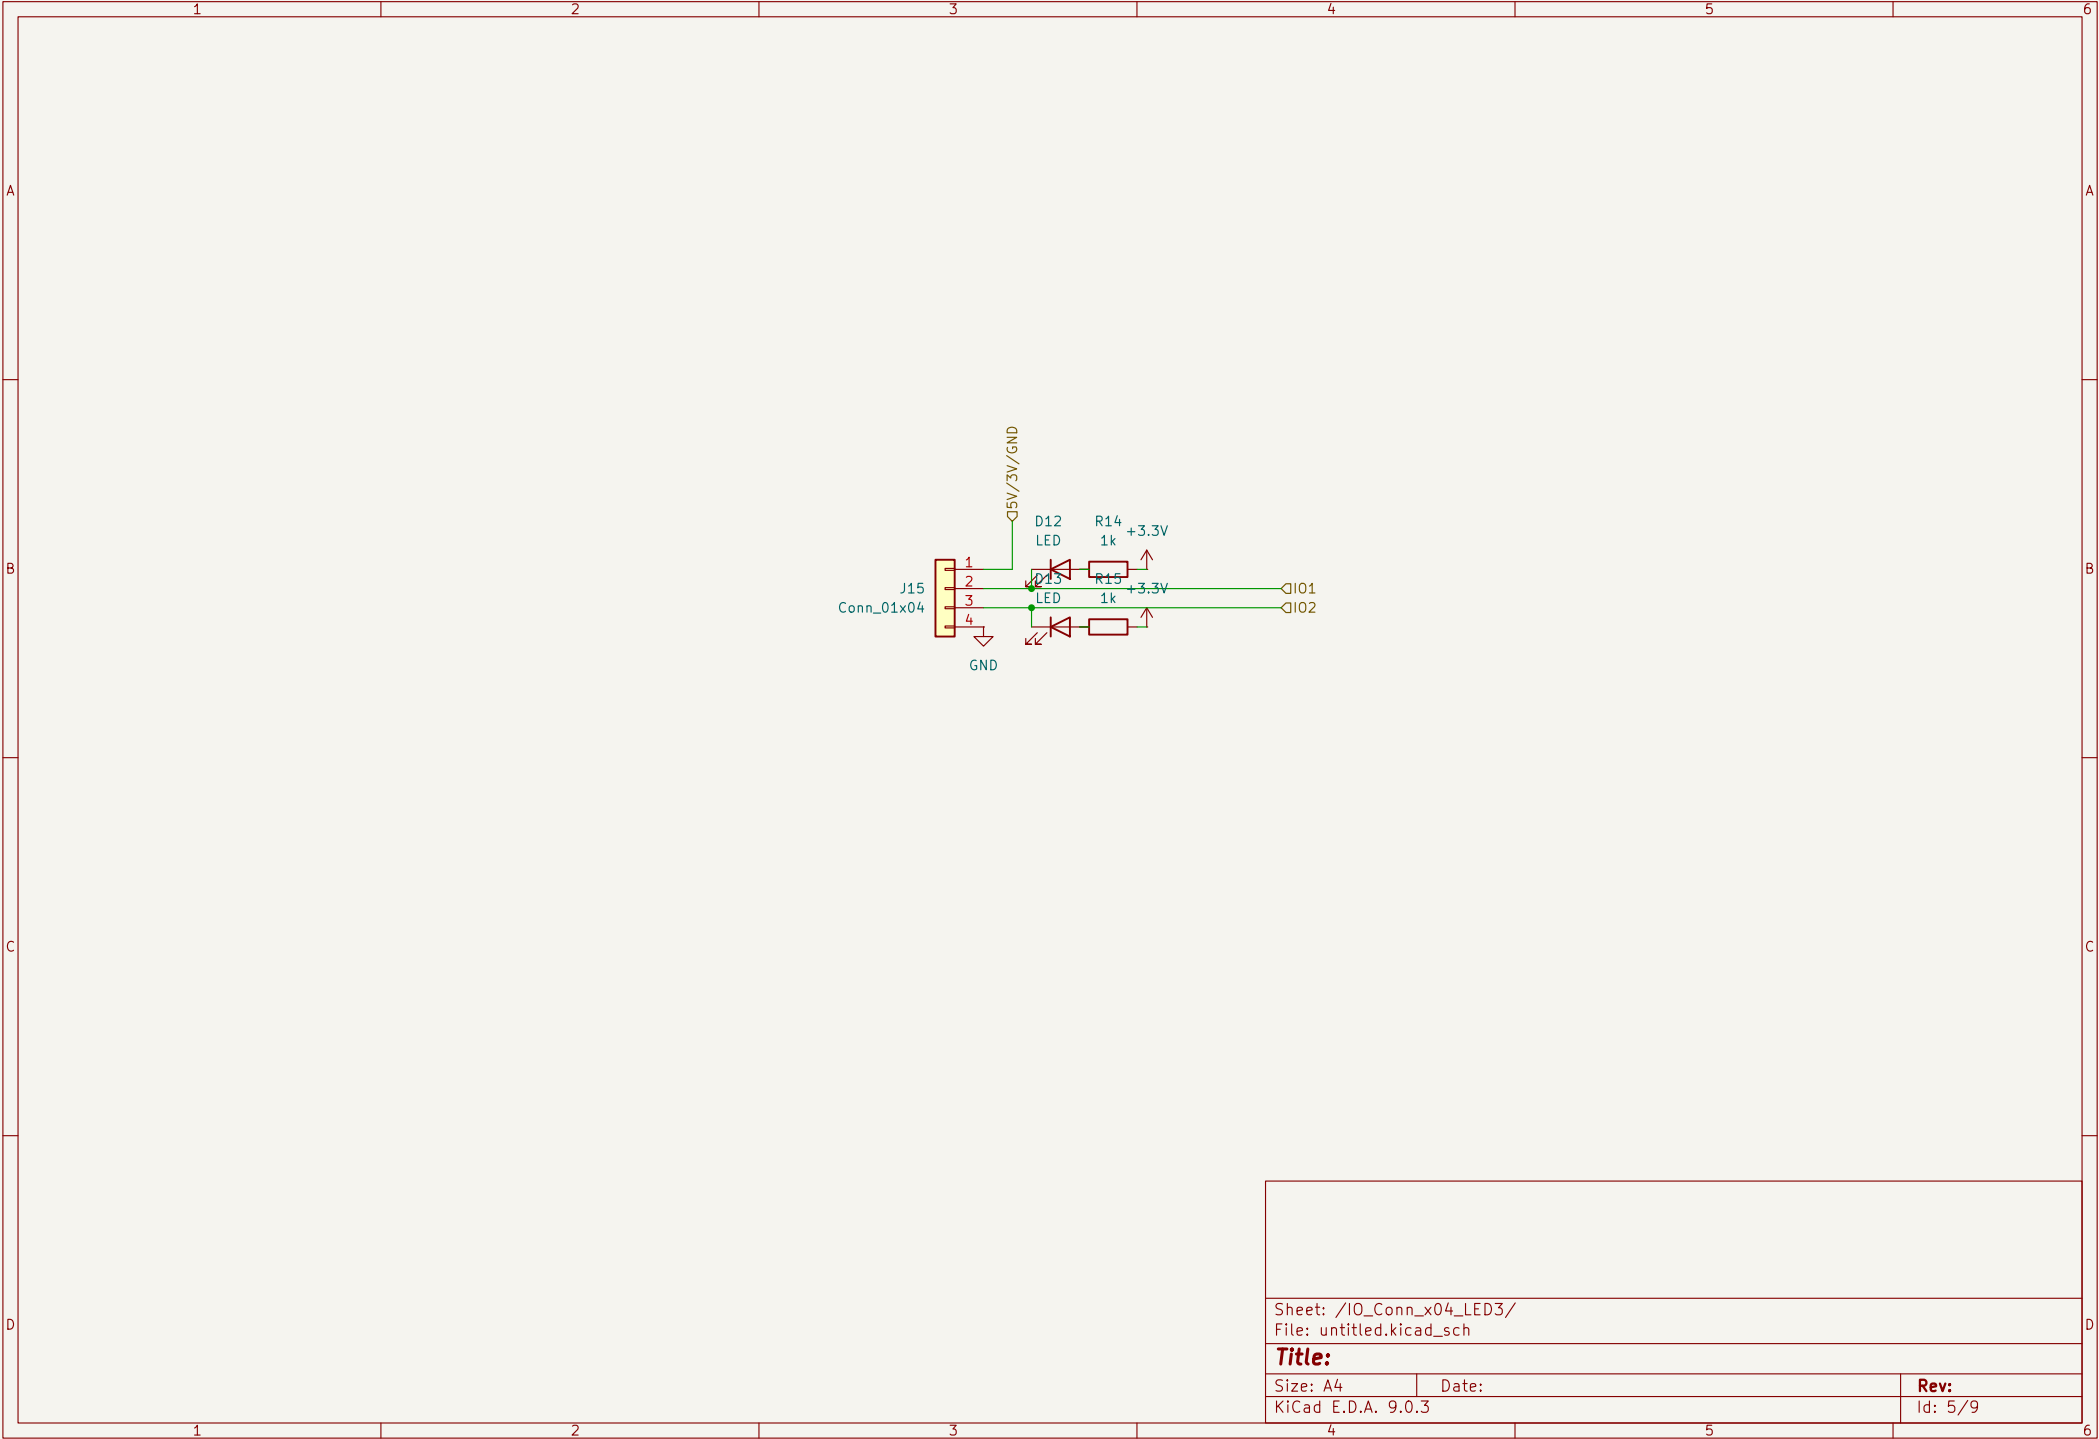 1 2 3 4 5 6
A A
B B
C C
D D
5V/3V/GND
D12
LED
R14
1k
+3.3V
1
2
3
4
J15
Conn_01x04
D13
LED
R15
1k
+3.3V
IO1
IO2
GND
Sheet: /IO_Conn_x04_LED3/
File: untitled.kicad_sch
Title:
Size: A4 Date: Rev:
KiCad E.D.A. 9.0.3 Id: 5/9
1 2 3 4 5 6